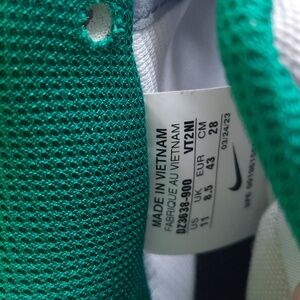 MADE IN VIETNAM
FABRIQUE AU VIETNAM
DZ3638-900 VT2NI
US UK EUR CM
11 8.5 43 28
03/24/23